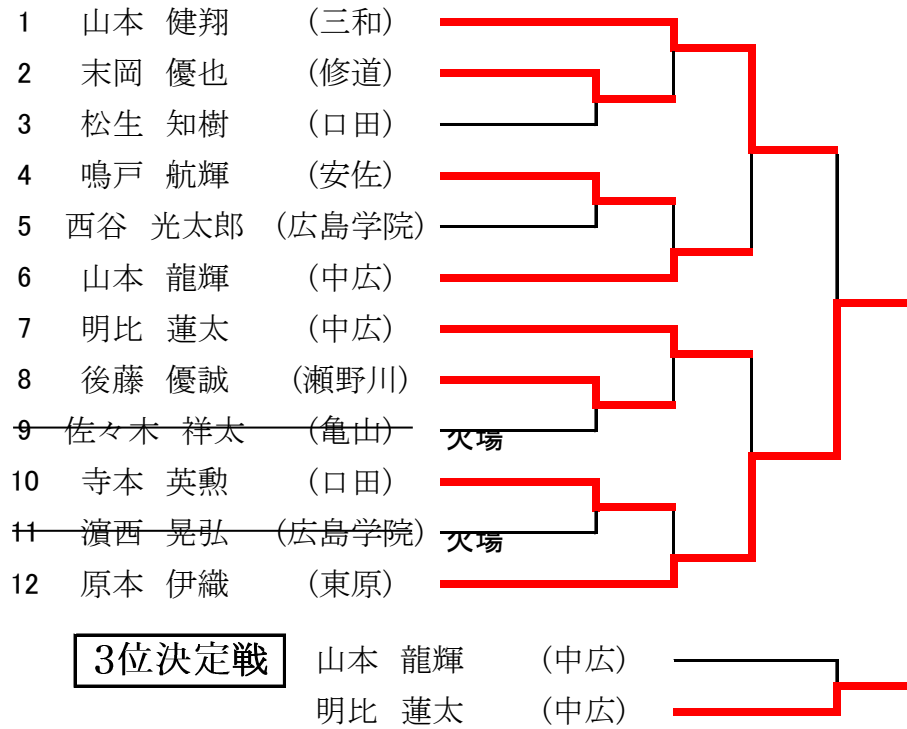 1 山本 健翔 (三和)
2 末岡 優也 (修道)
3 松生 知樹 (口田)
4 鳴戸 航輝 (安佐)
5 西谷 光太郎 (広島学院)
6 山本 龍輝 (中広)
7 明比 蓮太 (中広)
8 後藤 優誠 (瀬野川)
9 佐々木 祥太 (亀山) 欠場
10 寺本 英勲 (口田)
11 濵西 晃弘 (広島学院) 欠場
12 原本 伊織 (東原)
3位決定戦 山本 龍輝 (中広)
明比 蓮太 (中広)